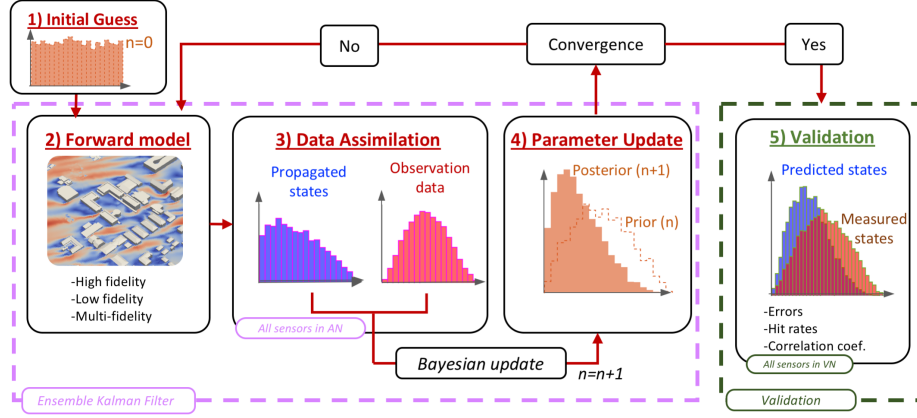 1) Initial Guess
n=0
No
Convergence
Yes
2) Forward model
-High fidelity
-Low fidelity
-Multi-fidelity
3) Data Assimilation
Propagated
states
Observation
data
All sensors in AN
4) Parameter Update
Posterior (n+1)
Prior (n)
Bayesian update
n=n+1
Ensemble Kalman Filter
5) Validation
Predicted states
Measured
states
-Errors
-Hit rates
-Correlation coef.
All sensors in VN
Validation